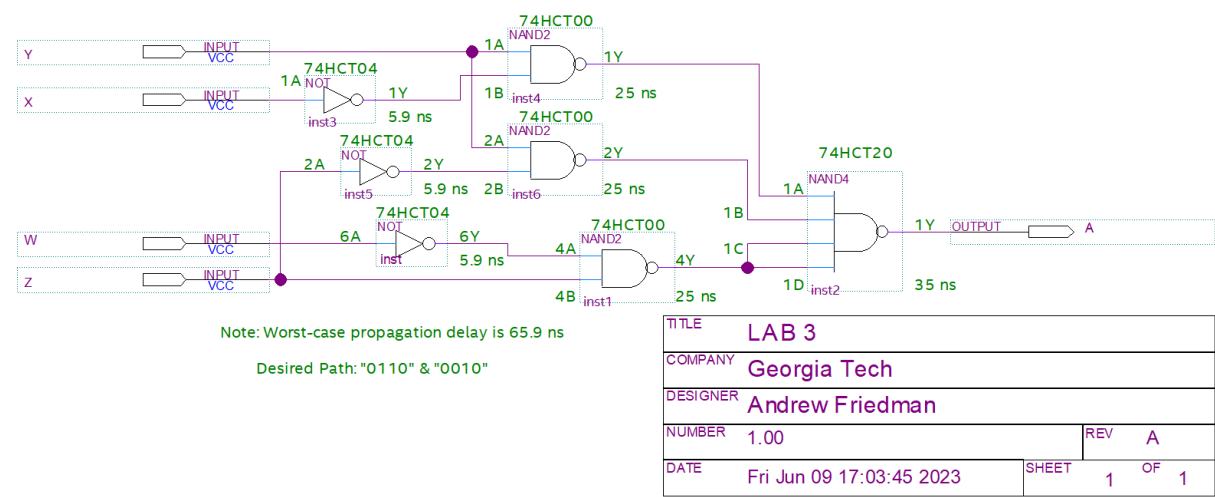 74HCT00
NAND2
Y INPUT VCC 1A 1Y
74HCT04
1A NOT 1Y 1B inst4 25 ns
X INPUT VCC
inst3 5.9 ns
74HCT00
74HCT04 NAND2
2A 2Y
74HCT20
NOT
2A 2Y NAND4
inst5 5.9 ns 2B inst6 25 ns 1A
74HCT04 1B
NOT 74HCT00 1Y OUTPUT A
W INPUT VCC 6A 6Y NAND2
4A 1C
inst 5.9 ns 4Y
Z INPUT VCC 1D inst2 35 ns
4B inst1 25 ns
Note: Worst-case propagation delay is 65.9 ns
Desired Path: "0110" & "0010"
TITLE LAB 3
COMPANY Georgia Tech
DESIGNER Andrew Friedman
NUMBER 1.00 REV A
DATE Fri Jun 09 17:03:45 2023 SHEET 1 OF 1